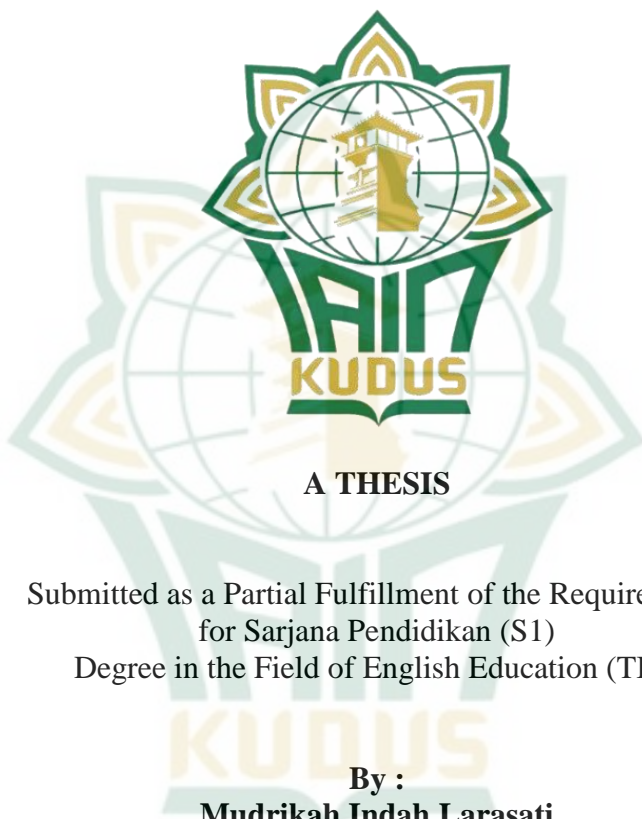 IAIN
KUDUS
A THESIS
Submitted as a Partial Fulfillment of the Require
for Sarjana Pendidikan (S1)
Degree in the Field of English Education (T
By :
Mudrikah Indah Larasati